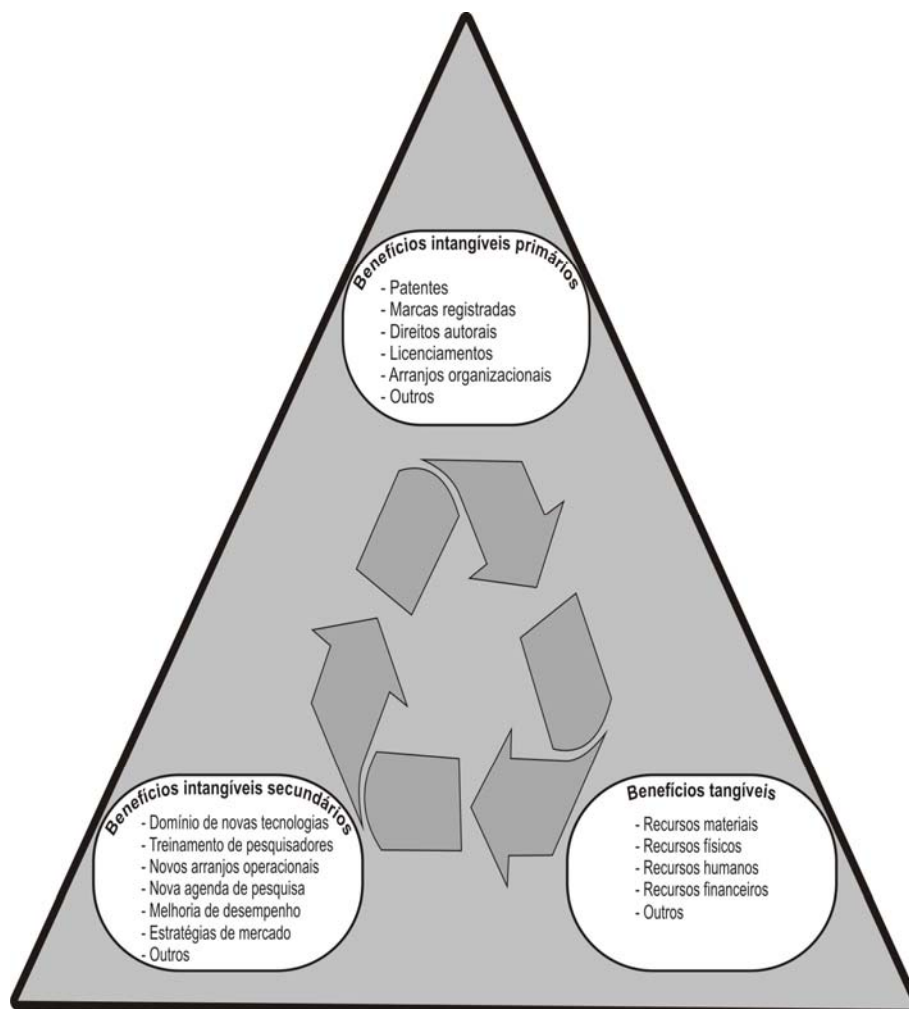 Benefícios intangíveis primários
- Patentes
- Marcas registradas
- Direitos autorais
- Licenciamentos
- Arranjos organizacionais
- Outros
Benefícios intangíveis secundários
- Domínio de novas tecnologias
- Treinamento de pesquisadores
- Novos arranjos operacionais
- Nova agenda de pesquisa
- Melhoria de desempenho
- Estratégias de mercado
- Outros
Benefícios tangíveis
- Recursos materiais
- Recursos físicos
- Recursos humanos
- Recursos financeiros
- Outros